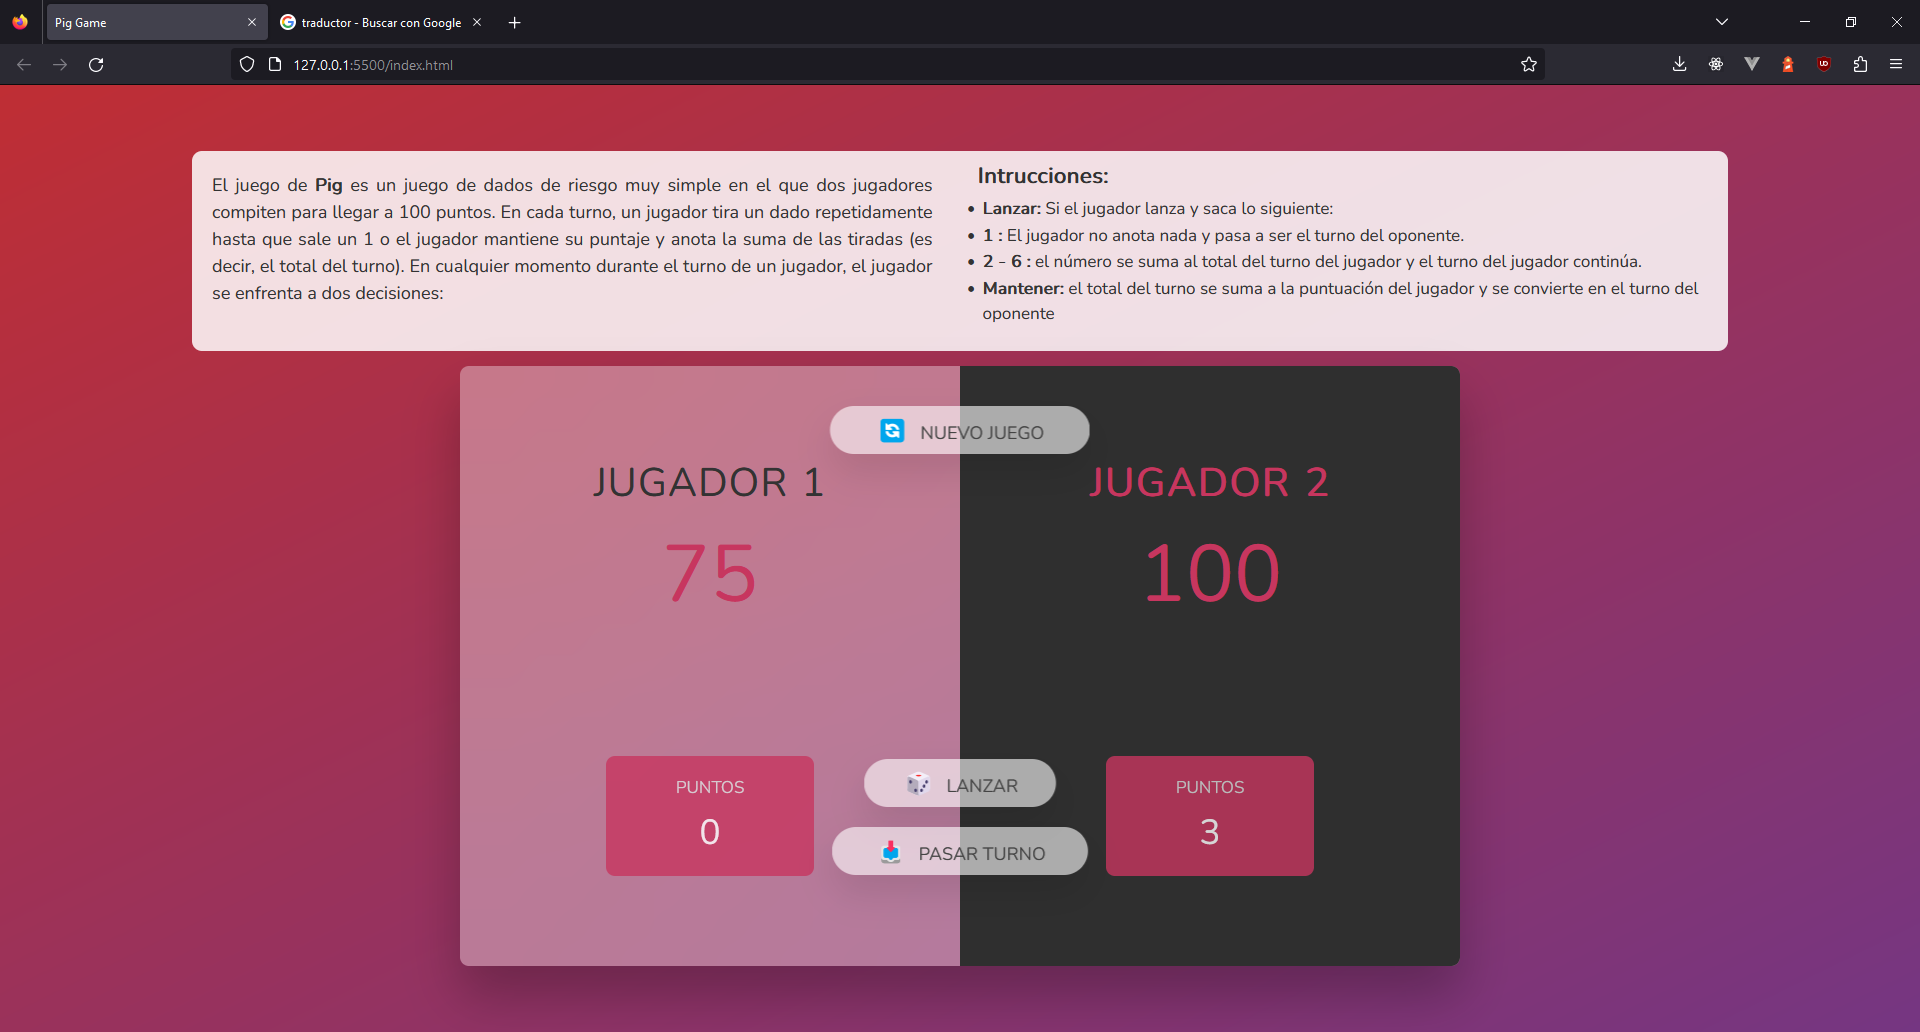 Pig Game
traductor - Buscar con Google
127.0.0.1:5500/index.html
El juego de Pig es un juego de dados de riesgo muy simple en el que dos jugadores
compiten para llegar a 100 puntos. En cada turno, un jugador tira un dado repetidamente
hasta que sale un 1 o el jugador mantiene su puntaje y anota la suma de las tiradas (es
decir, el total del turno). En cualquier momento durante el turno de un jugador, el jugador
se enfrenta a dos decisiones:
Intrucciones:
• Lanzar: Si el jugador lanza y saca lo siguiente:
• 1 : El jugador no anota nada y pasa a ser el turno del oponente.
• 2 - 6 : el número se suma al total del turno del jugador y el turno del jugador continúa.
• Mantener: el total del turno se suma a la puntuación del jugador y se convierte en el turno del
oponente
NUEVO JUEGO
JUGADOR 1
75
JUGADOR 2
100
PUNTOS
0
LANZAR
PASAR TURNO
PUNTOS
3